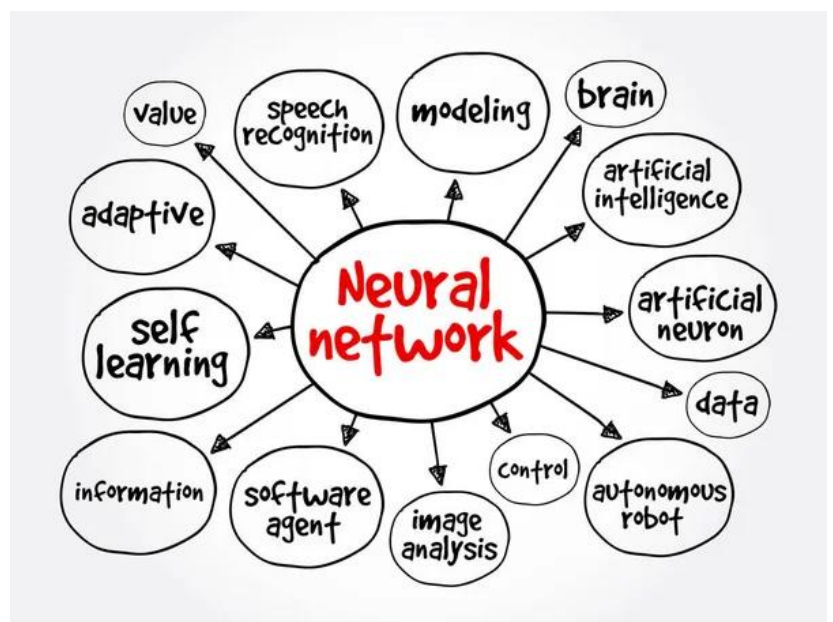 value
speech
recognition
modeling
brain
adaptive
artificial
intelligence
Neural
network
self
learning
artificial
neuron
data
information
software
agent
image
analysis
control
autonomous
robot